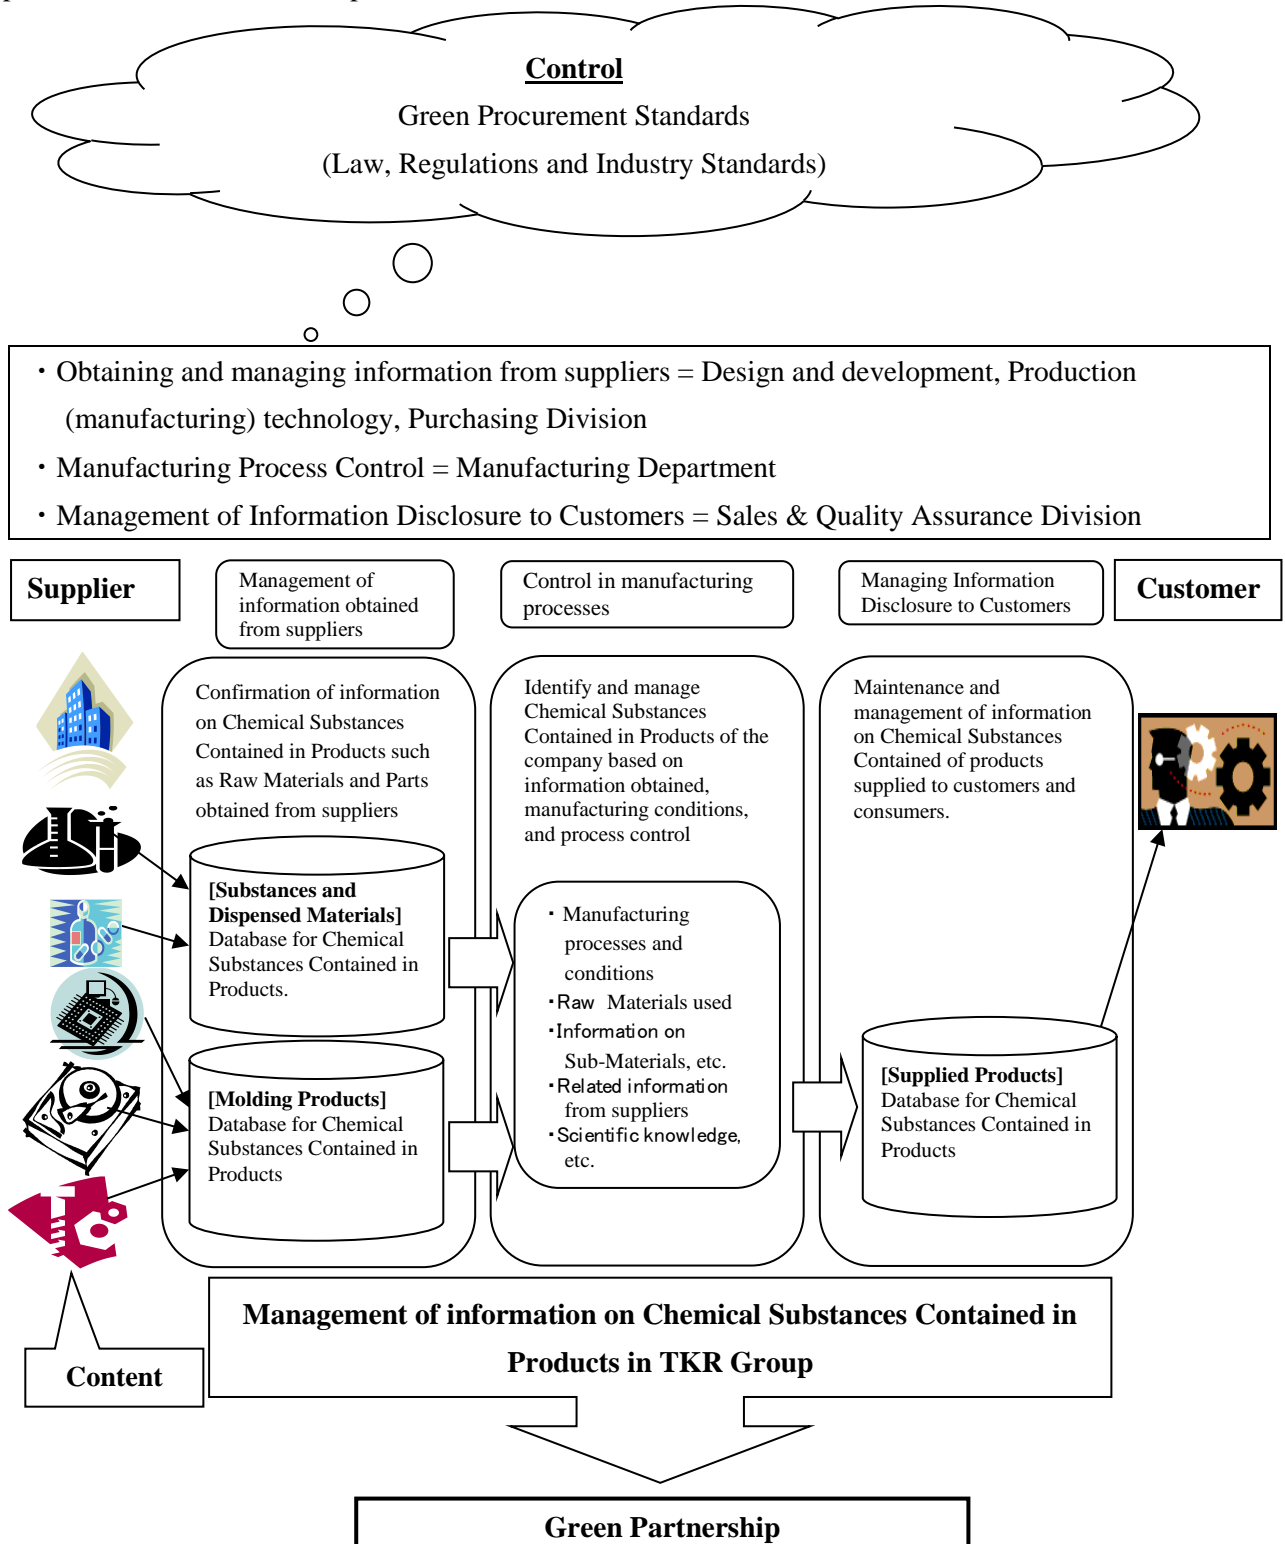 Control
Green Procurement Standards
(Law, Regulations and Industry Standards)
・Obtaining and managing information from suppliers = Design and development, Production
(manufacturing) technology, Purchasing Division
・Manufacturing Process Control = Manufacturing Department
・Management of Information Disclosure to Customers = Sales & Quality Assurance Division
Supplier
Management of
information obtained
from suppliers
Control in manufacturing
processes
Managing Information
Disclosure to Customers
Customer
Confirmation of information
on Chemical Substances
Contained in Products such
as Raw Materials and Parts
obtained from suppliers
[Substances and
Dispensed Materials]
Database for Chemical
Substances Contained in
Products.
[Molding Products]
Database for Chemical
Substances Contained in
Products
Identify and manage
Chemical Substances
Contained in Products of the
company based on
information obtained,
manufacturing conditions,
and process control
・Manufacturing
processes and
conditions
・Raw Materials used
・Information on
Sub-Materials, etc.
・Related information
from suppliers
・Scientific knowledge,
etc.
Maintenance and
management of information
on Chemical Substances
Contained of products
supplied to customers and
consumers.
[Supplied Products]
Database for Chemical
Substances Contained in
Products
Content
Management of information on Chemical Substances Contained in
Products in TKR Group
Green Partnership